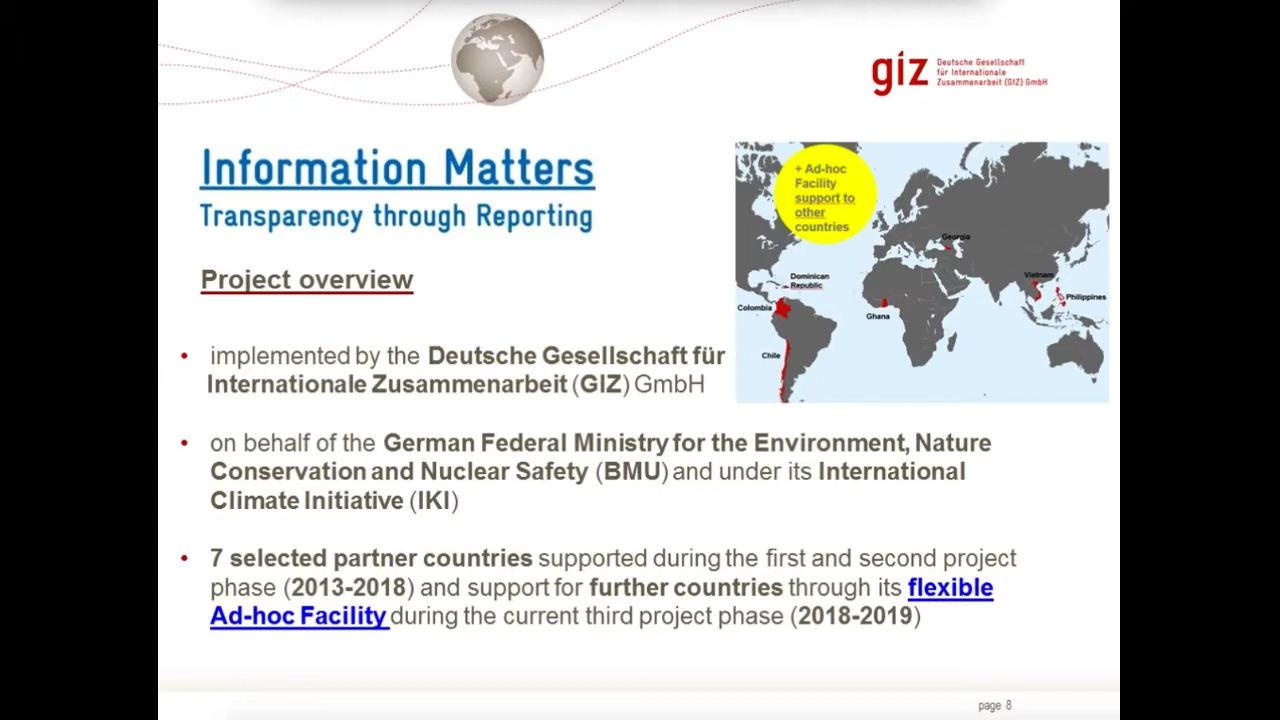 giz Deutsche Gesellschaft
für Internationale
Zusammenarbeit (GIZ) GmbH
Information Matters
Transparency through Reporting
Project overview
+ Ad-hoc
Facility
support to
other
countries
Georgia
Dominican
Republic
Vietnam
Philippines
Colombia
Ghana
Chile
• implemented by the Deutsche Gesellschaft für
Internationale Zusammenarbeit (GIZ) GmbH
• on behalf of the German Federal Ministry for the Environment, Nature
Conservation and Nuclear Safety (BMU) and under its International
Climate Initiative (IKI)
• 7 selected partner countries supported during the first and second project
phase (2013-2018) and support for further countries through its flexible
Ad-hoc Facility during the current third project phase (2018-2019)
page 8